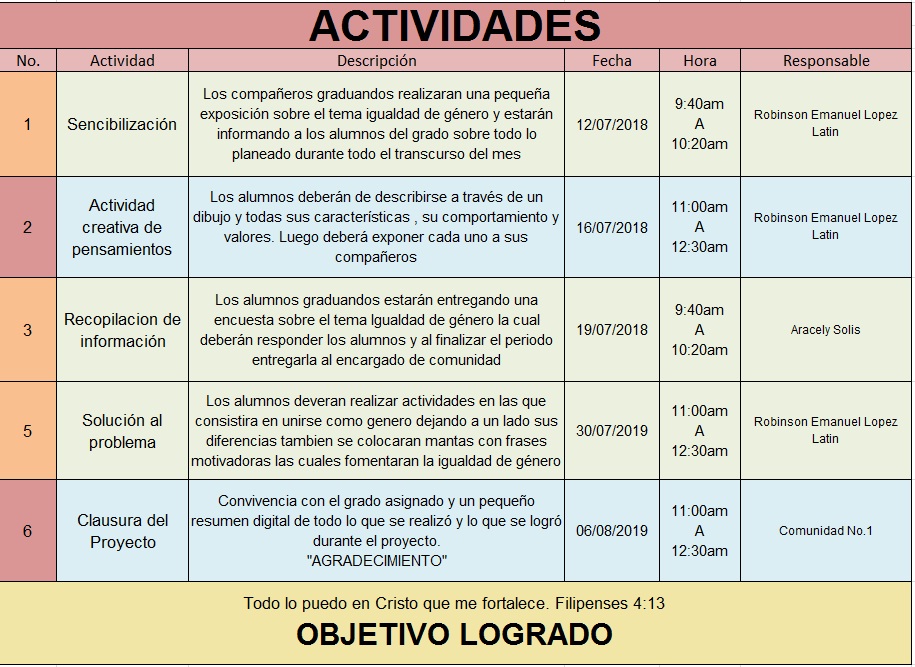 ACTIVIDADES
No. Actividad Descripción Fecha Hora Responsable
1
Sencibilización
Los compañeros graduandos realizaran una pequeña
exposición sobre el tema igualdad de género y estarán
informando a los alumnos del grado sobre todo lo
planeado durante todo el transcurso del mes
12/07/2018
9:40am
A
10:20am
Robinson Emanuel Lopez
Latin
2
Actividad
creativa de
pensamientos
Los alumnos deberán de describirse a través de un
dibujo y todas sus características , su comportamiento y
valores. Luego deberá exponer cada uno a sus
compañeros
16/07/2018
11:00am
A
12:30am
Robinson Emanuel Lopez
Latin
3
Recopilacion de
información
Los alumnos graduandos estarán entregando una
encuesta sobre el tema Igualdad de género la cual
deberán responder los alumnos y al finalizar el periodo
entregarla al encargado de comunidad
19/07/2018
9:40am
A
10:20am
Aracely Solis
5
Solución al
problema
Los alumnos deveran realizar actividades en las que
consistira en unirse como genero dejando a un lado sus
diferencias tambien se colocaran mantas con frases
motivadoras las cuales fomentaran la igualdad de género
30/07/2019
11:00am
A
12:30am
Robinson Emanuel Lopez
Latin
6
Clausura del
Proyecto
Convivencia con el grado asignado y un pequeño
resumen digital de todo lo que se realizó y lo que se logró
durante el proyecto.
"AGRADECIMIENTO"
06/08/2019
11:00am
A
12:30am
Comunidad No.1
Todo lo puedo en Cristo que me fortalece. Filipenses 4:13
OBJETIVO LOGRADO